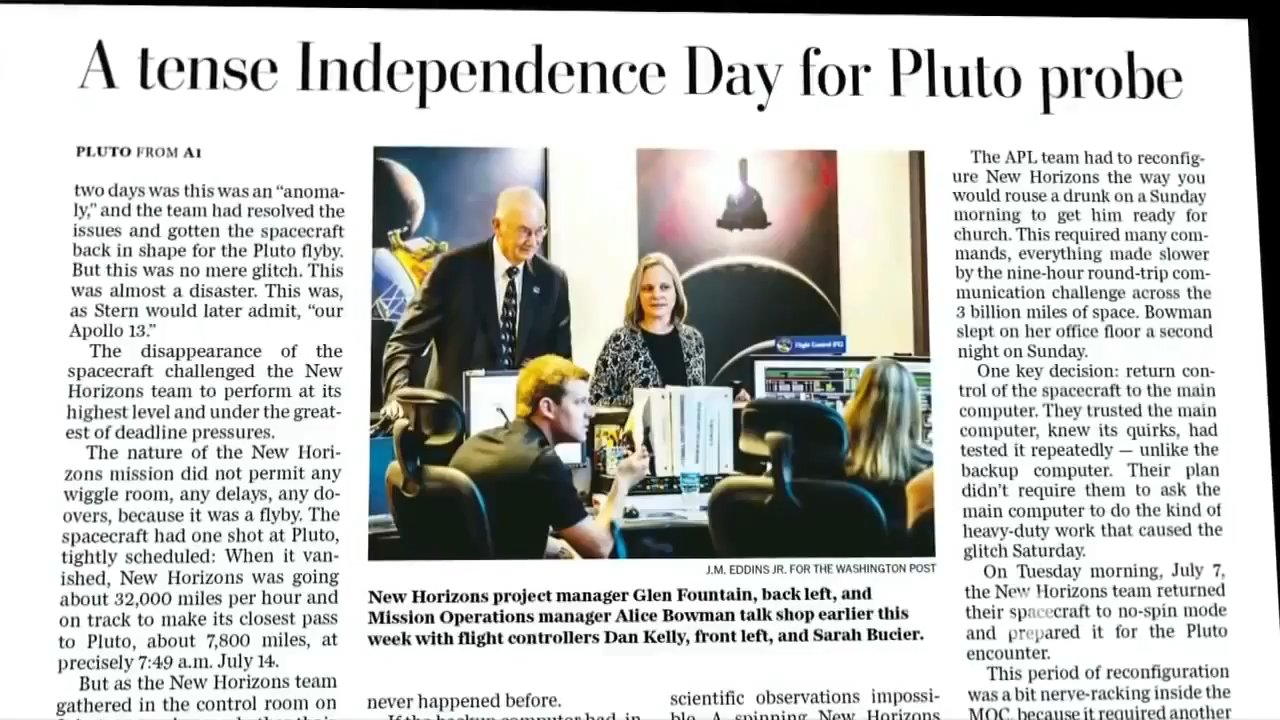 A tense Independence Day for Pluto probe
PLUTO FROM A1
two days was this was an “anoma-
ly,” and the team had resolved the
issues and gotten the spacecraft
back in shape for the Pluto flyby.
But this was no mere glitch. This
was almost a disaster. This was,
as Stern would later admit, “our
Apollo 13.”
The disappearance of the
spacecraft challenged the New
Horizons team to perform at its
highest level and under the great-
est of deadline pressures.
The nature of the New Hori-
zons mission did not permit any
wiggle room, any delays, any do-
overs, because it was a flyby. The
spacecraft had one shot at Pluto,
tightly scheduled: When it van-
ished, New Horizons was going
about 32,000 miles per hour and
on track to make its closest pass
to Pluto, about 7,800 miles, at
precisely 7:49 a.m. July 14.
But as the New Horizons team
gathered in the control room on
Flight Control
J.M. EDDINS JR. FOR THE WASHINGTON POST
New Horizons project manager Glen Fountain, back left, and
Mission Operations manager Alice Bowman talk shop earlier this
week with flight controllers Dan Kelly, front left, and Sarah Bucier.
never happened before.
If the backup computer had in
scientific observations impossi-
ble. A spinning New Horizons
The APL team had to reconfig-
ure New Horizons the way you
would rouse a drunk on a Sunday
morning to get him ready for
church. This required many com-
mands, everything made slower
by the nine-hour round-trip com-
munication challenge across the
3 billion miles of space. Bowman
slept on her office floor a second
night on Sunday.
One key decision: return con-
trol of the spacecraft to the main
computer. They trusted the main
computer, knew its quirks, had
tested it repeatedly — unlike the
backup computer. Their plan
didn’t require them to ask the
main computer to do the kind of
heavy-duty work that caused the
glitch Saturday.
On Tuesday morning, July 7,
the New Horizons team returned
their spacecraft to no-spin mode
and prepared it for the Pluto
encounter.
This period of reconfiguration
was a bit nerve-racking inside the
MOC, because it required another